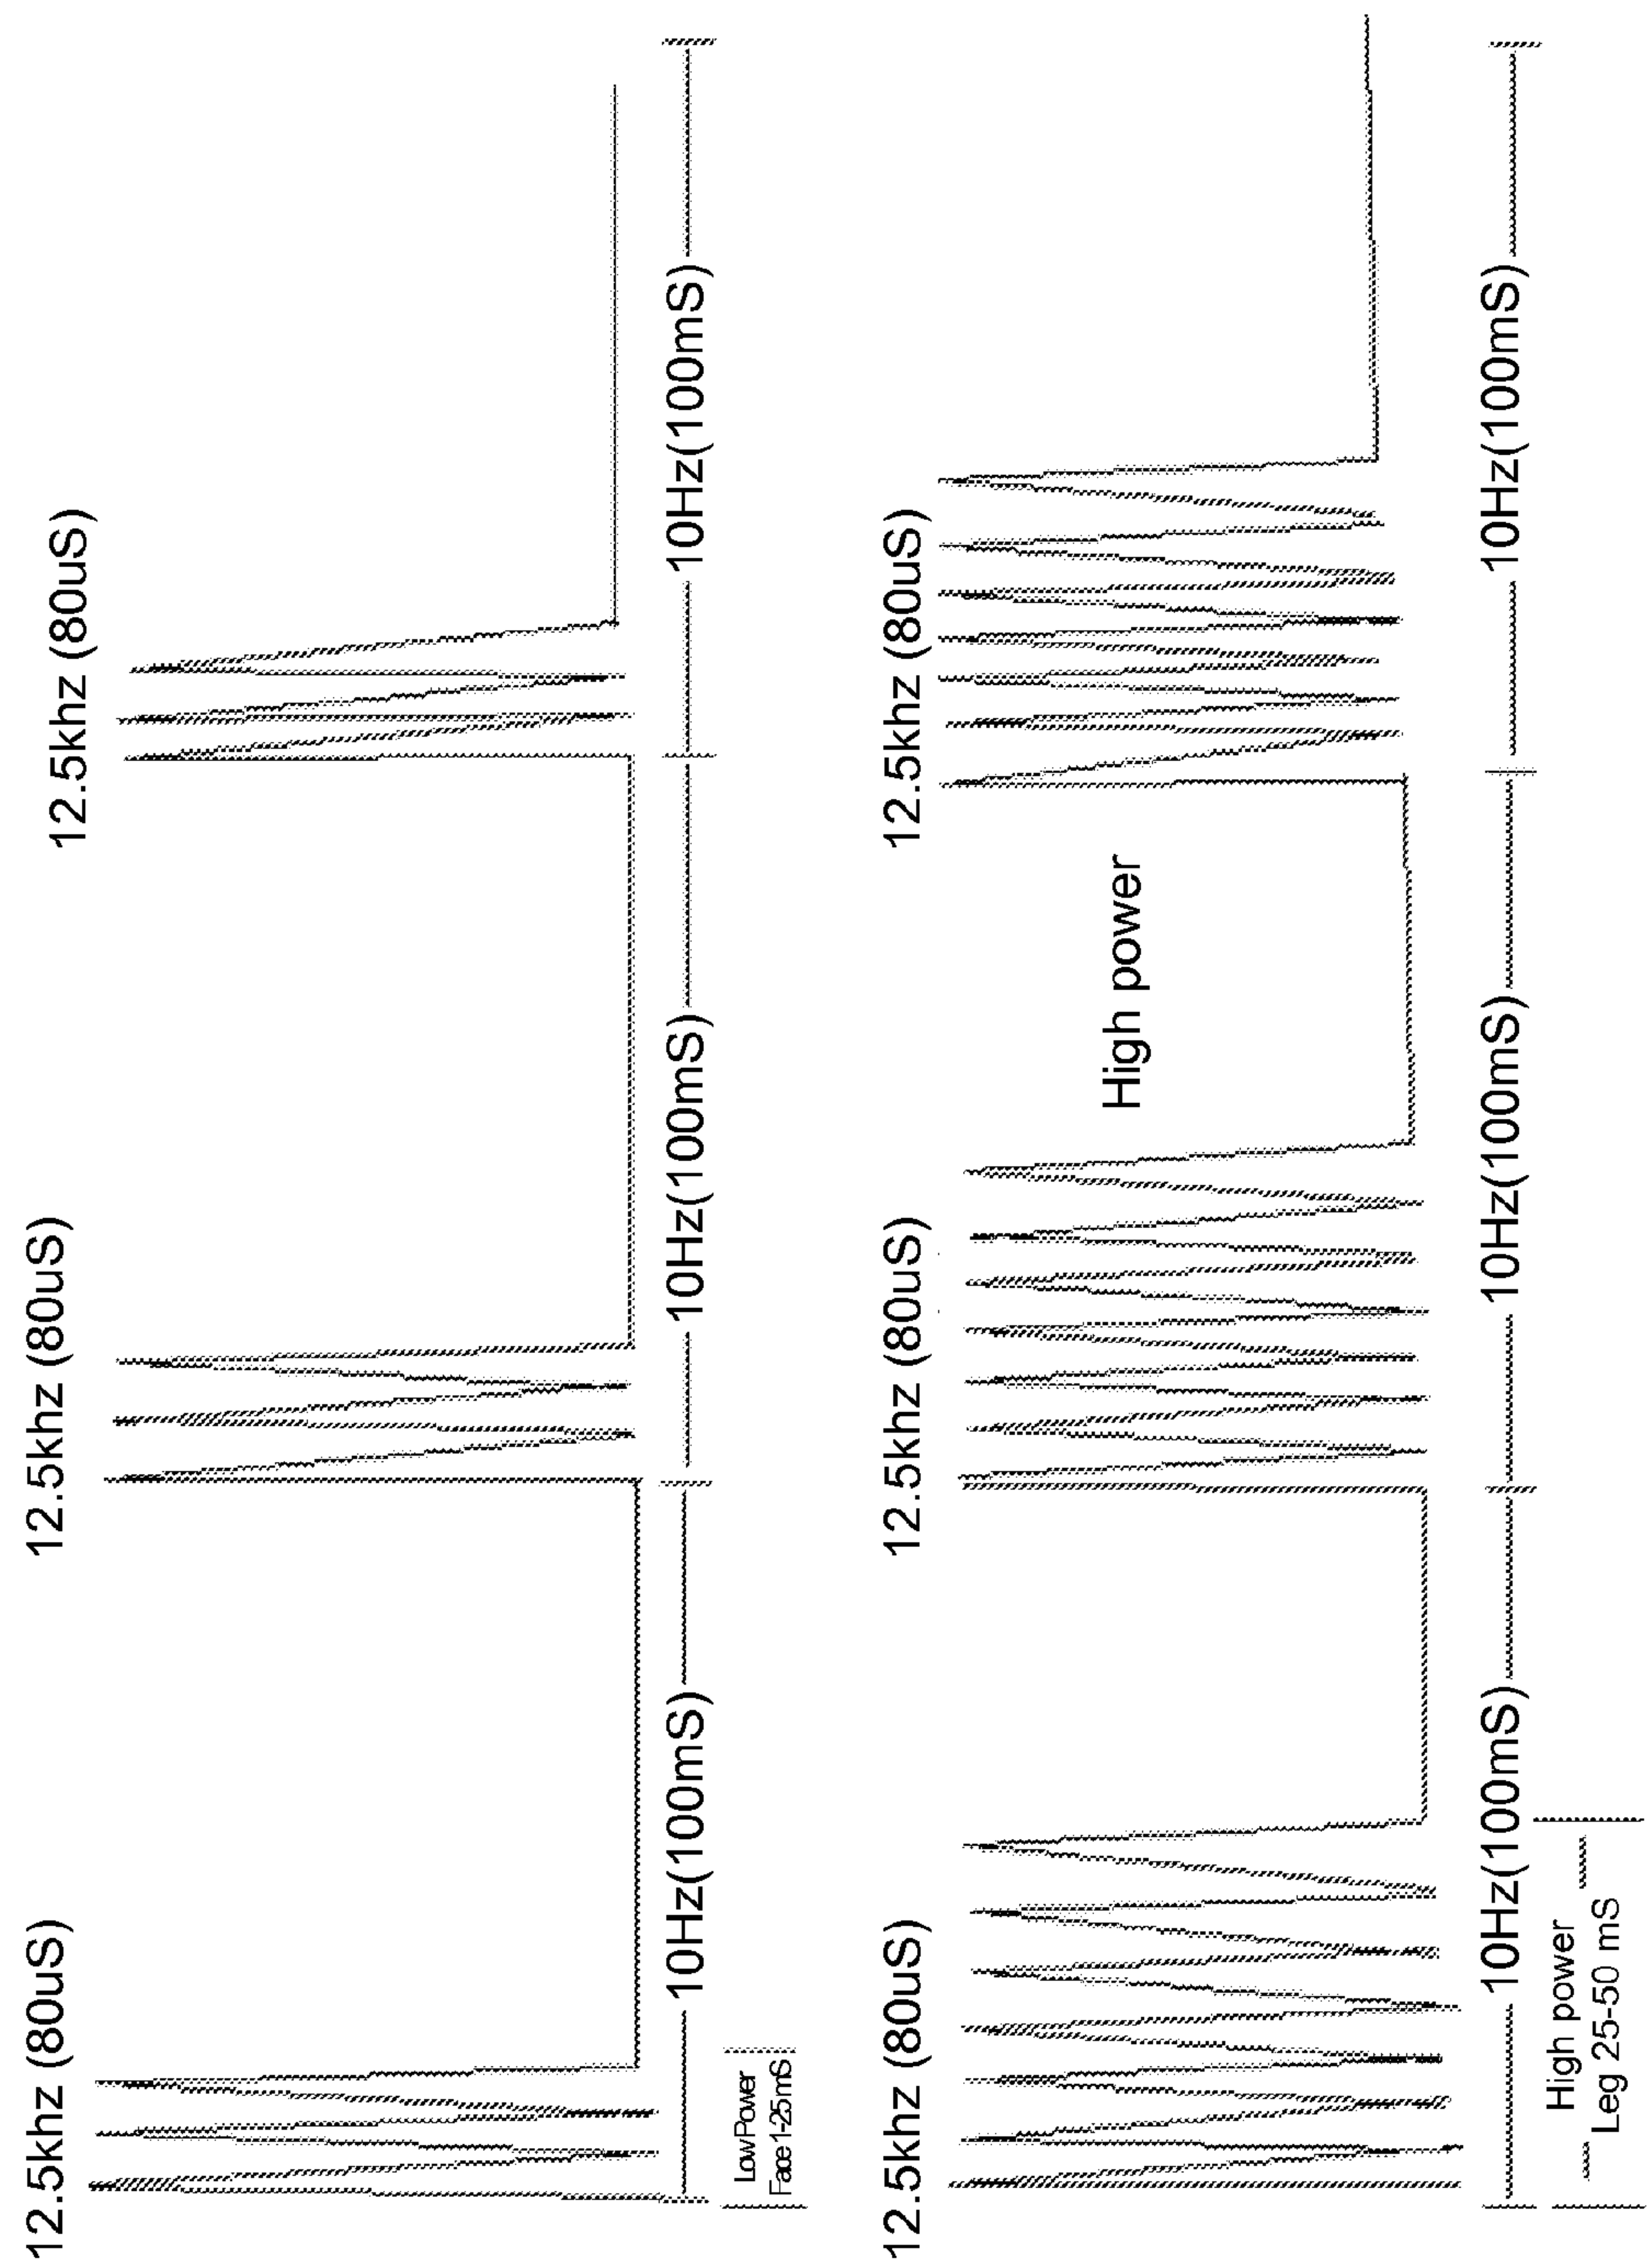 12.5khz (80uS)
12.5khz (80uS)
12.5khz (80uS)
10Hz(100mS)
10Hz(100mS)
10Hz(100mS)
Low Power
Face 1-25 mS
12.5khz (80uS)
12.5khz (80uS)
12.5khz (80uS)
High power
10Hz(100mS)
10Hz(100mS)
10Hz(100mS)
High power
Leg 25-50 mS